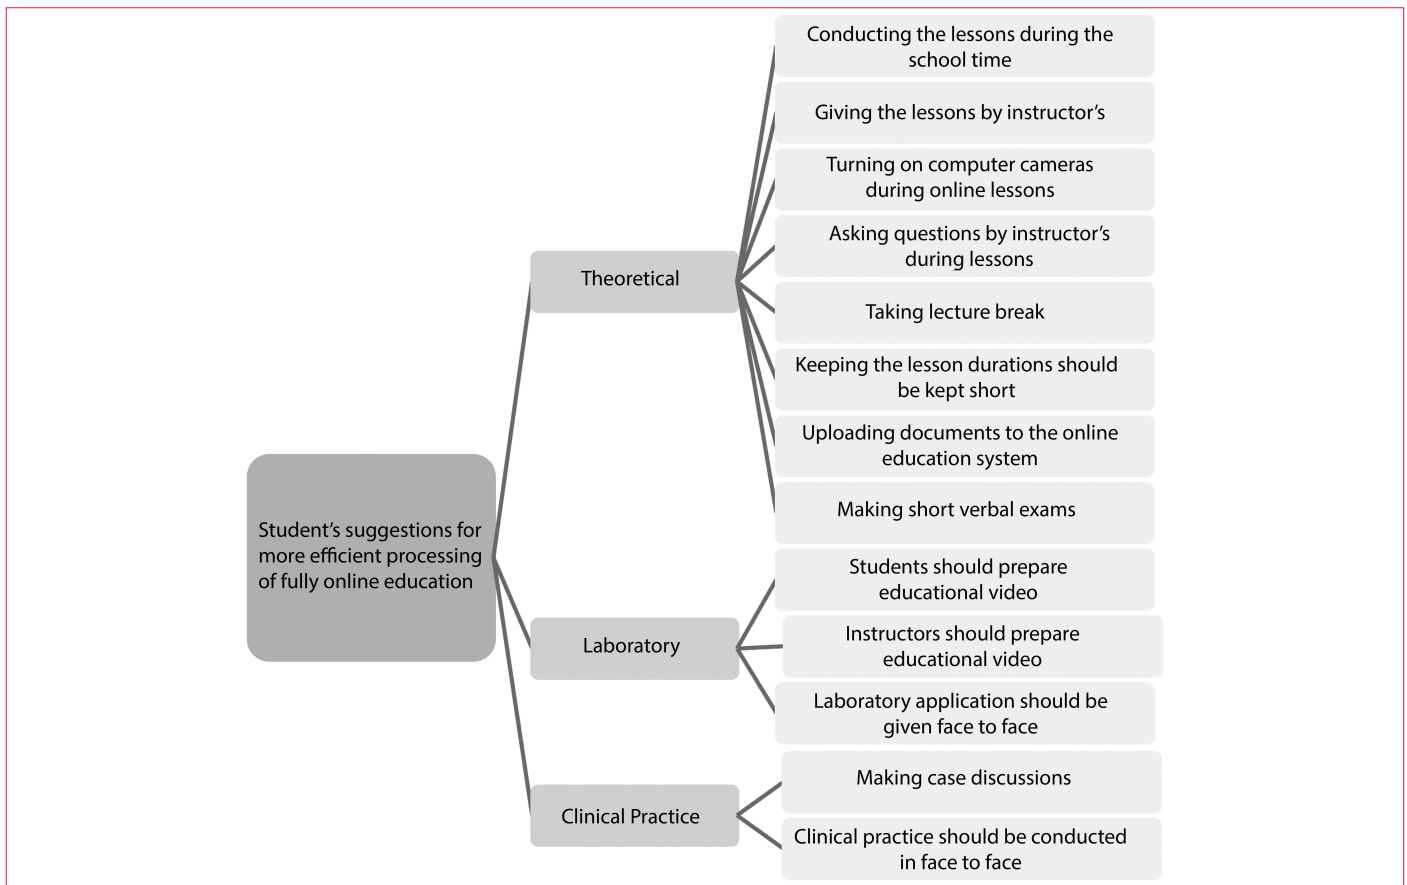 Student’s suggestions for
more efficient processing
of fully online education
Theoretical
Conducting the lessons during the
school time
Giving the lessons by instructor’s
Turning on computer cameras
during online lessons
Asking questions by instructor’s
during lessons
Taking lecture break
Keeping the lesson durations should
be kept short
Uploading documents to the online
education system
Making short verbal exams
Laboratory
Students should prepare
educational video
Instructors should prepare
educational video
Laboratory application should be
given face to face
Clinical Practice
Making case discussions
Clinical practice should be conducted
in face to face